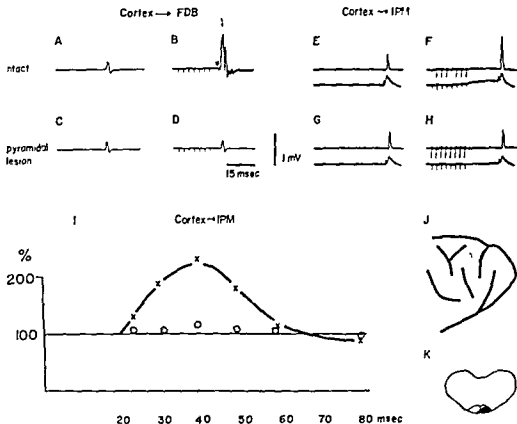 Cortex → FDB
Cortex → IPM
A
B
E
F
ntact
C
D
G
H
pyramidal
lesion
1 mV
15 msec
I
Cortex → IPM
J
%
200
100
K
20 30 40 50 60 70 80 msec